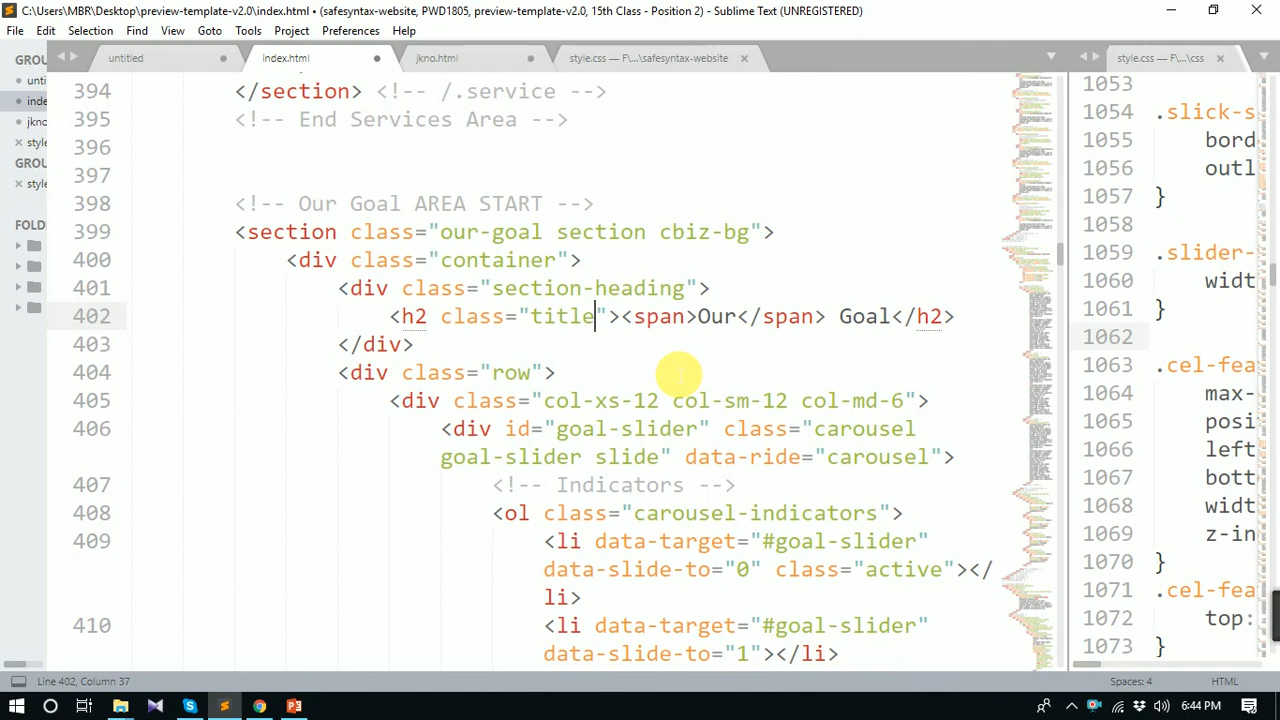 C:\Users\MBR\Desktop\preview-template-v2.0\index.html • (safesyntax-website, PWD1805, preview-template-v2.0, 15th Class - Position 2) - Sublime Text (UNREGISTERED)
File Edit Selection Find View Goto Tools Project Preferences Help
GROU untitled index.html jkno.html style.css — F\...\safesyntax-website style.css — F\...\css
unti
inde
jkno
style
GROU
style
FOLD
394 </section> <!-- /.service -->
395 <!-- End Services Area -->
396
397
398 <!-- Our Goal AREA START -->
399 <section class="our-goal section cbiz-bg">
400 <div class="container">
401 <div class="section-heading">
402 <h2 class="title"><span>Our</span> Goal</h2>
403 </div>
404 <div class="row">
405 <div class="col-xs-12 col-sm-12 col-md-6">
406 <div id="goal-slider" class="carousel
goal-slider slide" data-ride="carousel">
407 <!-- Indicators -->
408 <ol class="carousel-indicators">
409 <li data-target="#goal-slider"
data-slide-to="0" class="active"></
li>
410 <li data-target="#goal-slider"
data-slide-to="1"></li>
1053
1054 .slick-s
1055 bord
1056 outl
1057 }
1058
1059 .slider-
1060 widt
1061 }
1062
1063 .cel-fea
1064 max-
1065 posi
1066 left
1067 bott
1068 widt
1069 z-in
1070 }
1071 .cel-fea
1072 top:
1073 }
Line 402, Column 37 Spaces: 4 HTML
6:44 PM